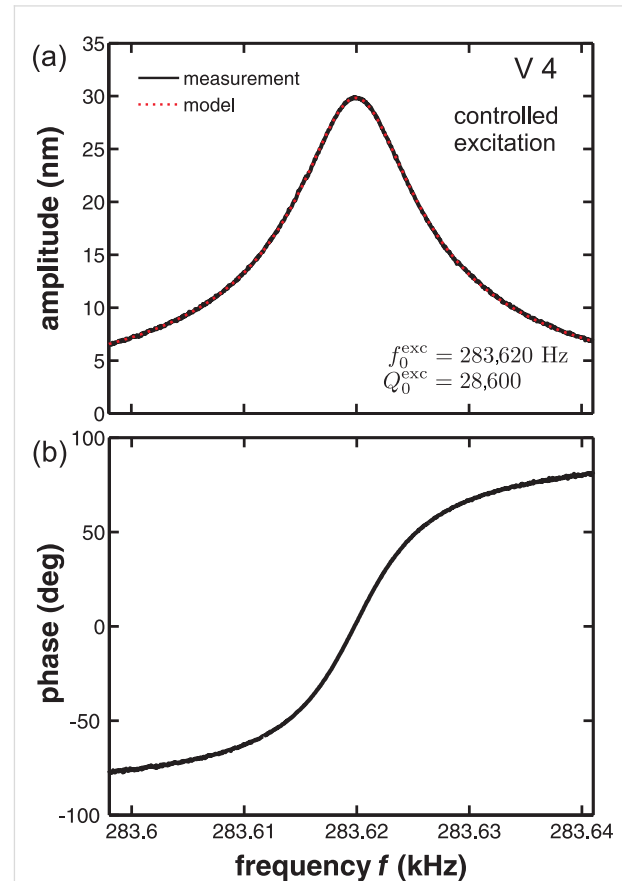 (a)
35
30
25
20
15
10
5
0
amplitude (nm)
measurement
model
V 4
controlled
excitation
f_0^exc = 283,620 Hz
Q_0^exc = 28,600
(b)
100
50
0
-50
-100
phase (deg)
283.6 283.61 283.62 283.63 283.64
frequency f (kHz)